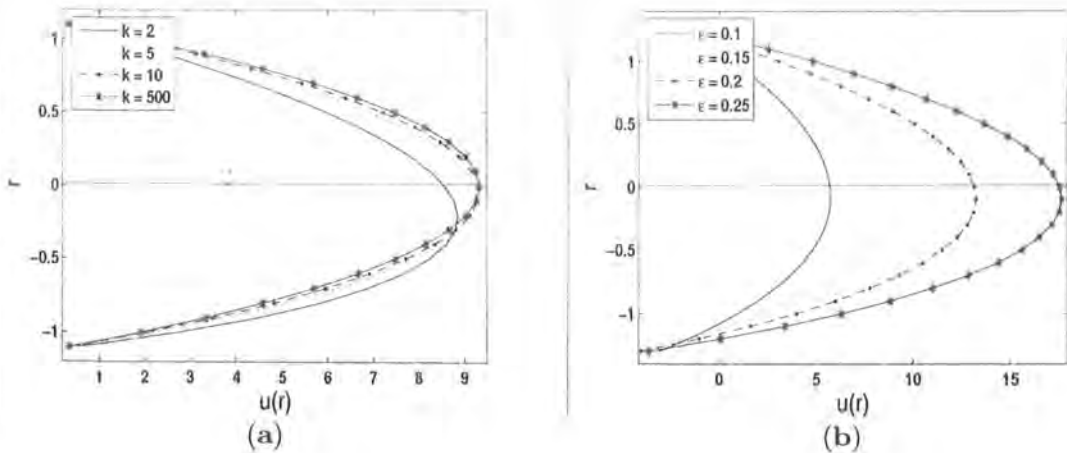 k = 2
k = 5
k = 10
k = 500
1
0.5
0
−0.5
−1
r
1 2 3 4 5 6 7 8 9
u(r)
(a)
ε = 0.1
ε = 0.15
ε = 0.2
ε = 0.25
1
0.5
0
−0.5
−1
r
0 5 10 15
u(r)
(b)